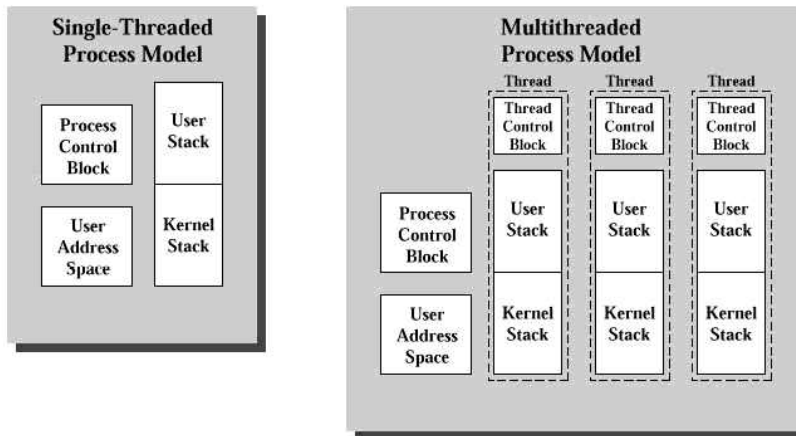 Single-Threaded
Process Model
Process
Control
Block
User
Stack
User
Address
Space
Kernel
Stack
Multithreaded
Process Model
Thread
Thread
Control
Block
User
Stack
Kernel
Stack
Thread
Thread
Control
Block
User
Stack
Kernel
Stack
Thread
Thread
Control
Block
User
Stack
Kernel
Stack
Process
Control
Block
User
Address
Space